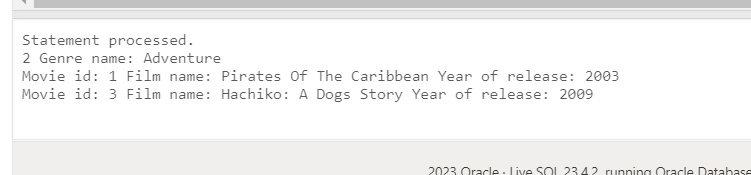 Statement processed.
2 Genre name: Adventure
Movie id: 1 Film name: Pirates Of The Caribbean Year of release: 2003
Movie id: 3 Film name: Hachiko: A Dogs Story Year of release: 2009
2023 Oracle · Live SQL 23.4.2, running Oracle Database